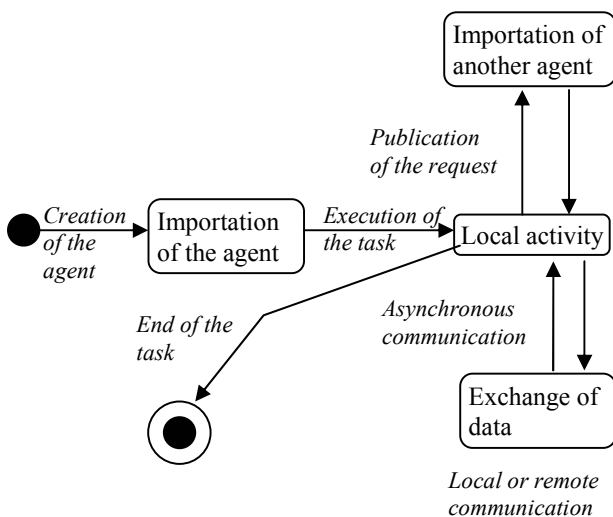 Importation of
another agent
Publication
of the request
Creation
of the
agent
Importation
of the agent
Execution of
the task
Local activity
End of the
task
Asynchronous
communication
Exchange of
data
Local or remote
communication